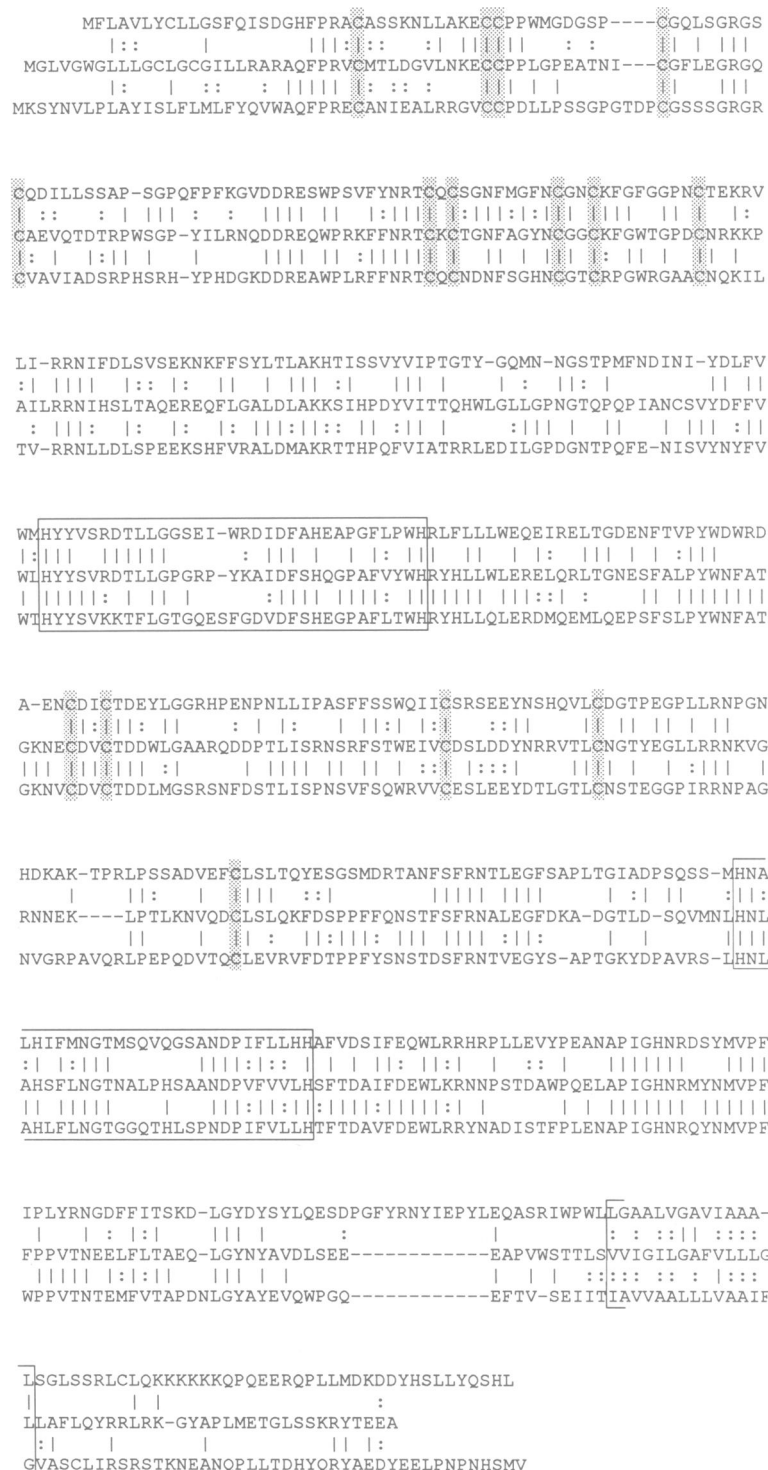 MFLAVLYCLLGSFQISDGHFPRACASSKNLLAKECCPPWMGDGSP----CGQLSGRGS
MGLVGWGLLLGCLGCGILLRARAQFPRVCMTLDGVLNKECCPPLGPEATNI---CGFLEGRGQ
MKSYNVLPLAYISLFLMLFYQVWAQFPRECANIEALRRGVCCPDLLPSSGPGTDPCGSSSGRGR
CQDILLSSAP-SGPQFPFKGVDDRESWPSVFYNRTCQCSGNFMGFNCGNCKFGFGGPNCTEKRV
CAEVQTDTRPWSGP-YILRNQDDREQWPRKFFNRTCKCTGNFAGYNCGGCKFGWTGPDCNRKKP
CVAVIADSRPHSRH-YPHDGKDDREAWPLRFFNRTCQCNDNFSGHNCGTCRPGWRGAACNQKIL
LI-RRNIFDLSVSEKNKFFSYLTLAKHTISSVYVIPTGTY-GQMN-NGSTPMFNDINI-YDLFV
AILRRNIHSLTAQEREQFLGALDLAKKSIHPDYVITTQHWLGLLGPNGTQPQPIANCSVYDFFV
TV-RRNLLDLSPEEKSHFVRALDMAKRTTHPQFVIATRRLEDILGPDGNTPQFE-NISVYNYFV
WMHYYVSRDTLLGGSEI-WRDIDFAHEAPGFLPWHRLFLLLWEQEIRELTGDENFTVPYWDWRD
WLHYYSVRDTLLGPGRP-YKAIDFSHQGPAFVYWHRYHLLWLERELQRLTGNESFALPYWNFAT
WTHYYSVKKTFLGTGQESFGDVDFSHEGPAFLTWHRYHLLQLERDMQEMLQEPSFSLPYWNFAT
A-ENCDICTDEYLGGRHPENPNLLIPASFFSSWQIICSRSEEYNSHQVLCDGTPEGPLLRNPGN
GKNECDVCTDDWLGAARQDDPTLISRNSRFSTWEIVCDSLDDYNRRVTLCNGTYEGLLRRNKVG
GKNVCDVCTDDLMGSRSNFDSTLISPNSVFSQWRVVCESLEEYDTLGTLCNSTEGGPIRRNPAG
HDKAK-TPRLPSSADVEFCLSLTQYESGSMDRTANFSFRNTLEGFSAPLTGIADPSQSS-MHNA
RNNEK----LPTLKNVQDCLSLQKFDSPPFFQNSTFSFRNALEGFDKA-DGTLD-SQVMNLHNL
NVGRPAVQRLPEPQDVTQCLEVRVFDTPPFYSNSTDSFRNTVEGYS-APTGKYDPAVRS-LHNL
LHIFMNGTMSQVQGSANDPIFLLHHAFVDSIFEQWLRRHRPLLEVYPEANAPIGHNRDSYMVPF
AHSFLNGTNALPHSAANDPVFVVLHSFTDAIFDEWLKRNNPSTDAWPQELAPIGHNRMYNMVPF
AHLFLNGTGGQTHLSPNDPIFVLLHTFTDAVFDEWLRRYNADISTFPLENAPIGHNRQYNMVPF
IPLYRNGDFFITSKD-LGYDYSYLQESDPGFYRNYIEPYLEQASRIWPWLLGAALVGAVIAAA-
FPPVTNEELFLTAEQ-LGYNYAVDLSEE------------EAPVWSTTLSVVIGILGAFVLLLG
WPPVTNTEMFVTAPDNLGYAYEVQWPGQ------------EFTV-SEIITIAVVAALLLVAAIF
LSGLSSRLCLQKKKKKKQPQEERQPLLMDKDDYHSLLYQSHL
LLAFLQYRRLRK-GYAPLMETGLSSKRYTEEA
GVASCLIRSRSTKNEANQPLLTDHYQRYAEDYEELPNPNHSMV